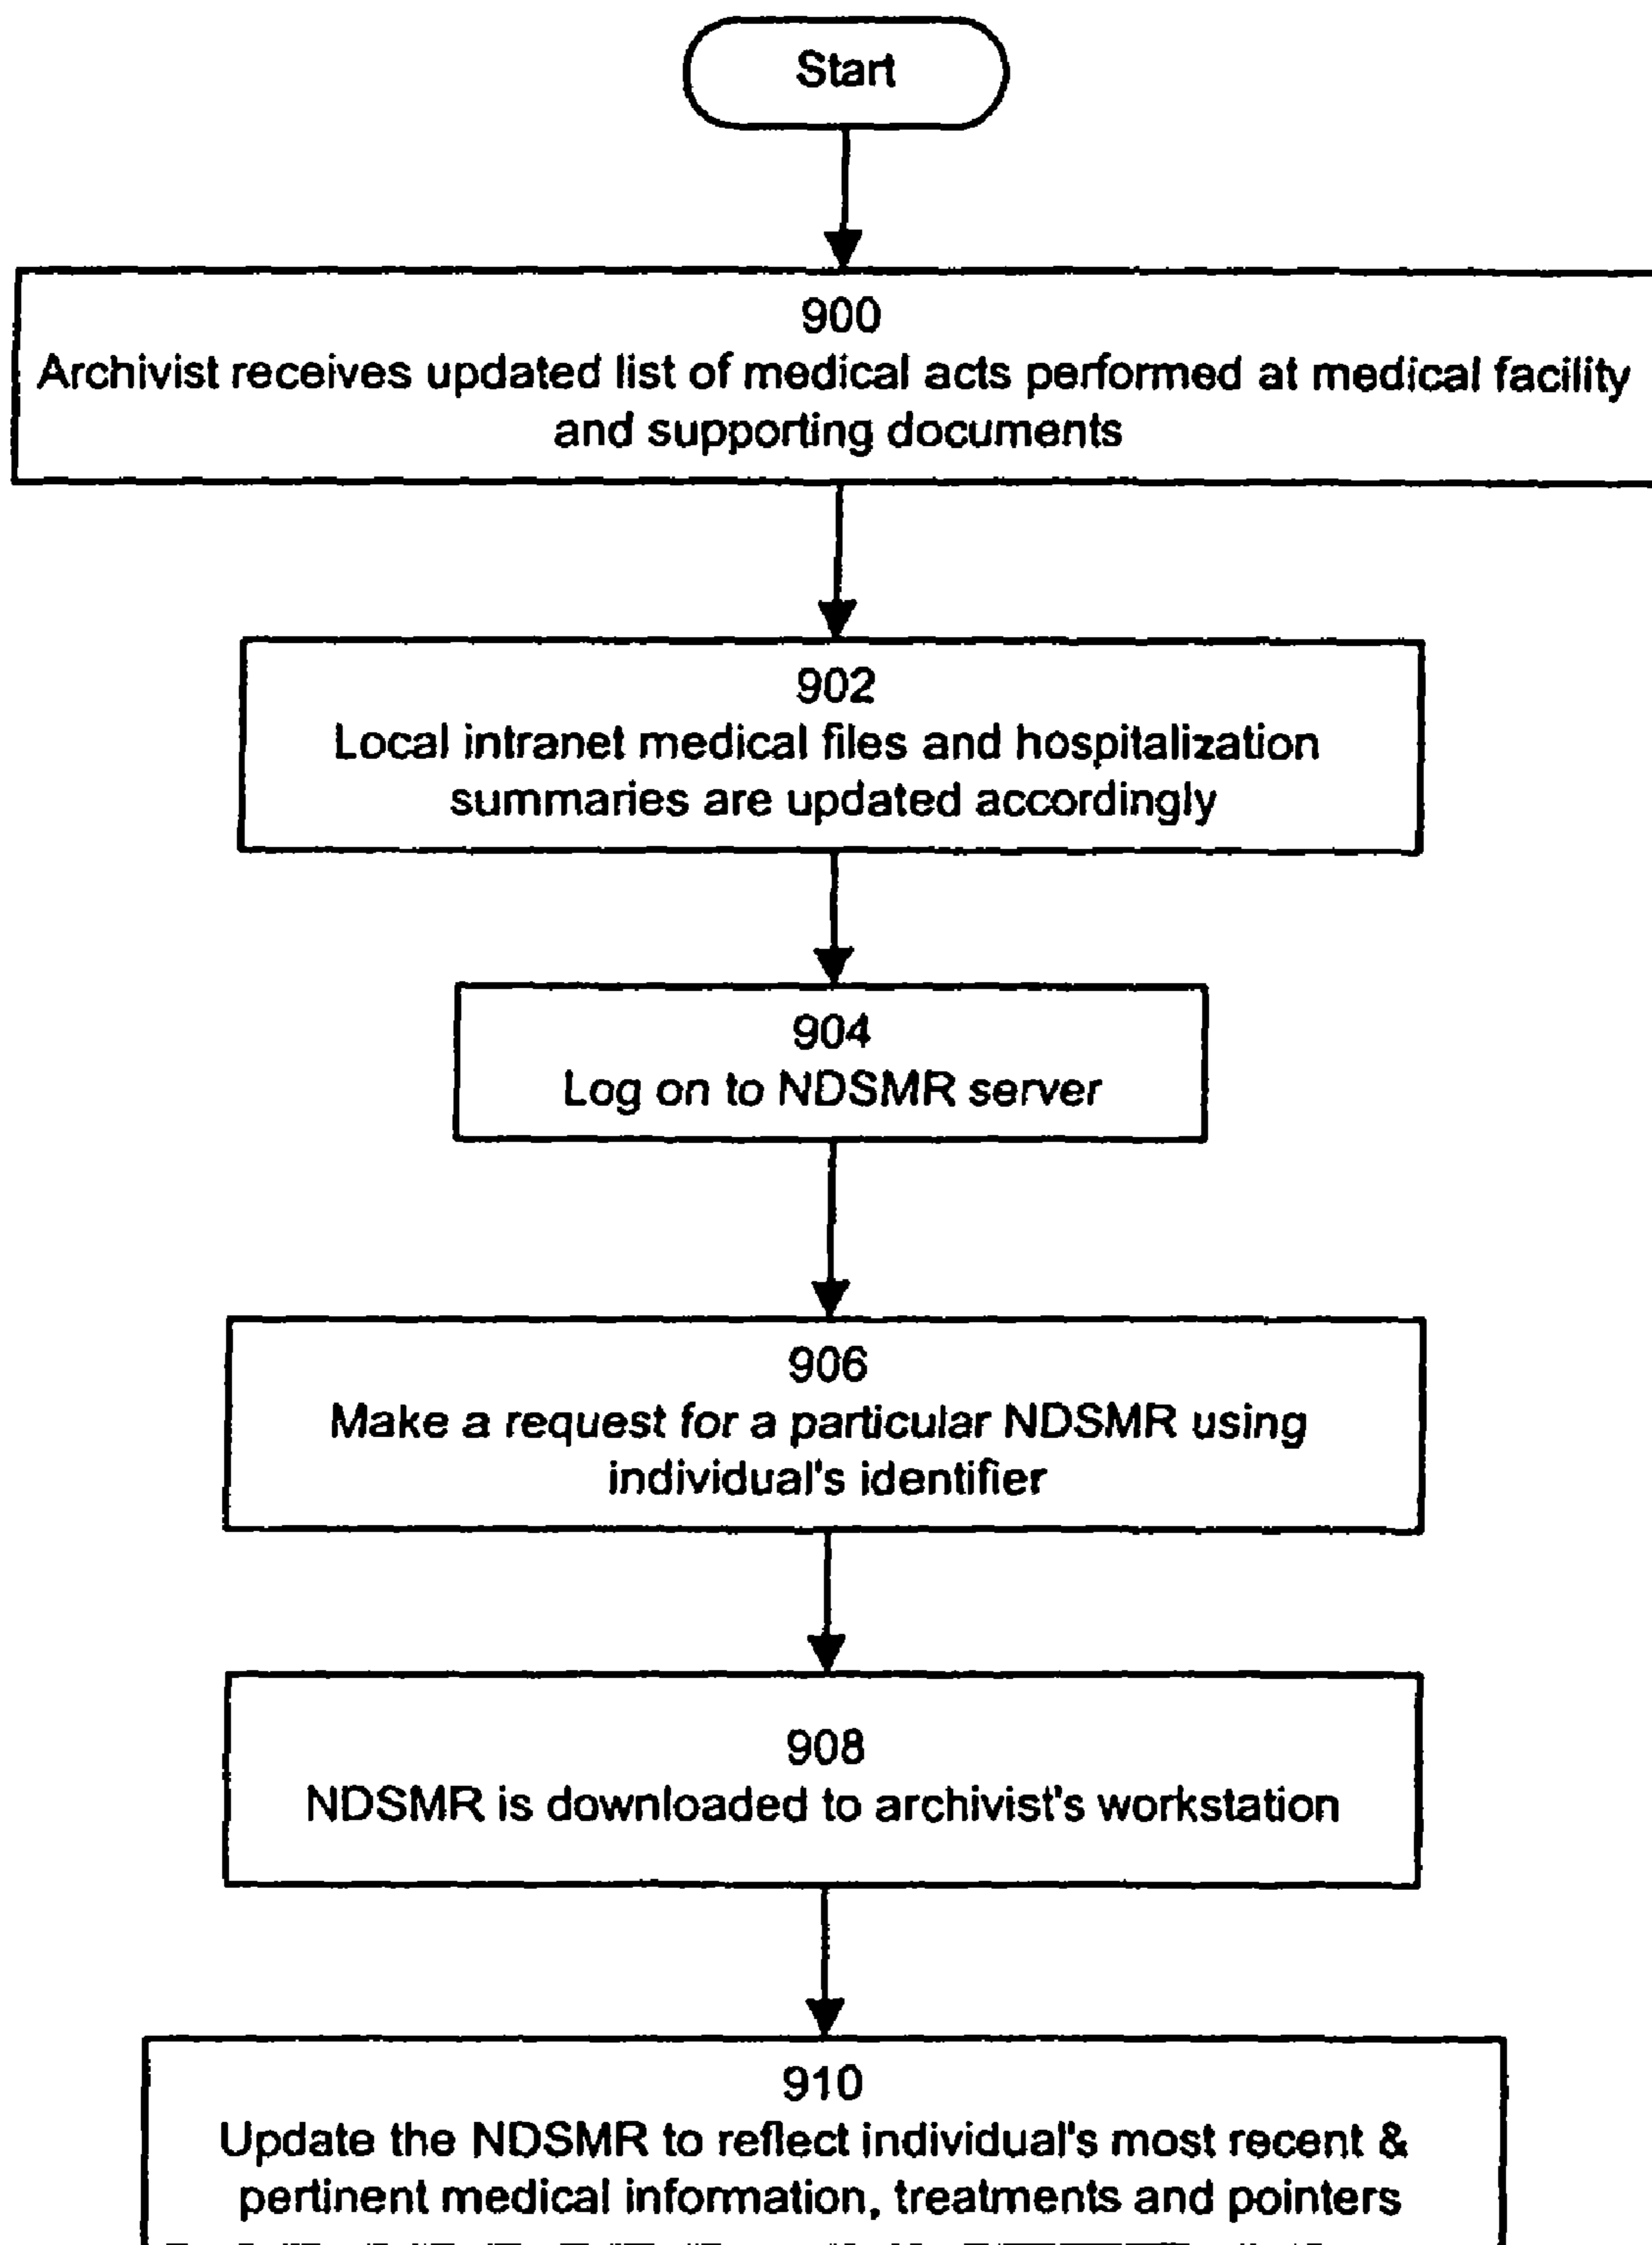 Start
900
Archivist receives updated list of medical acts performed at medical facility
and supporting documents
902
Local intranet medical files and hospitalization
summaries are updated accordingly
904
Log on to NDSMR server
906
Make a request for a particular NDSMR using
individual's identifier
908
NDSMR is downloaded to archivist's workstation
910
Update the NDSMR to reflect individual's most recent &
pertinent medical information, treatments and pointers